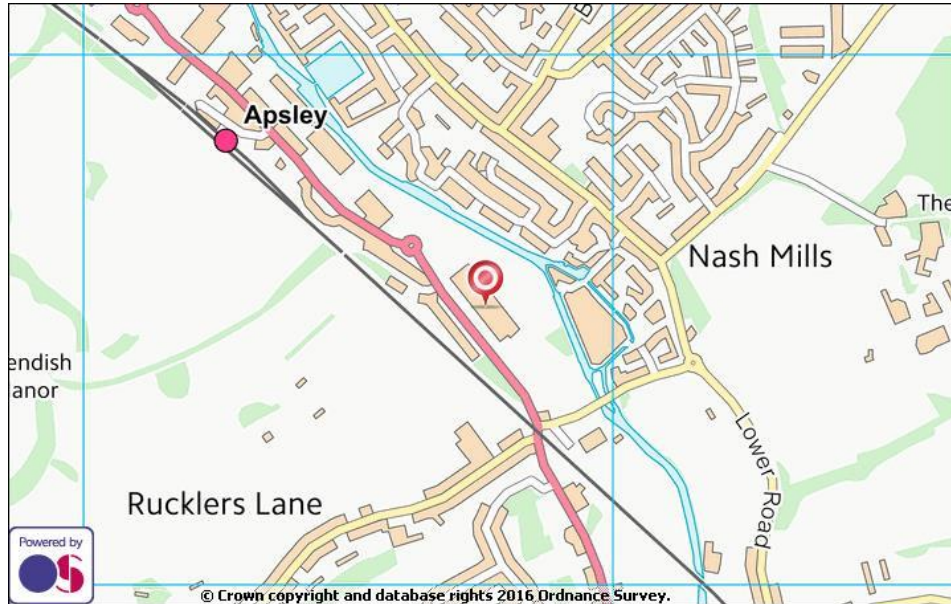 B
Apsley
The
Nash Mills
endish
anor
Lower Road
Rucklers Lane
Powered by
OS
© Crown copyright and database rights 2016 Ordnance Survey.